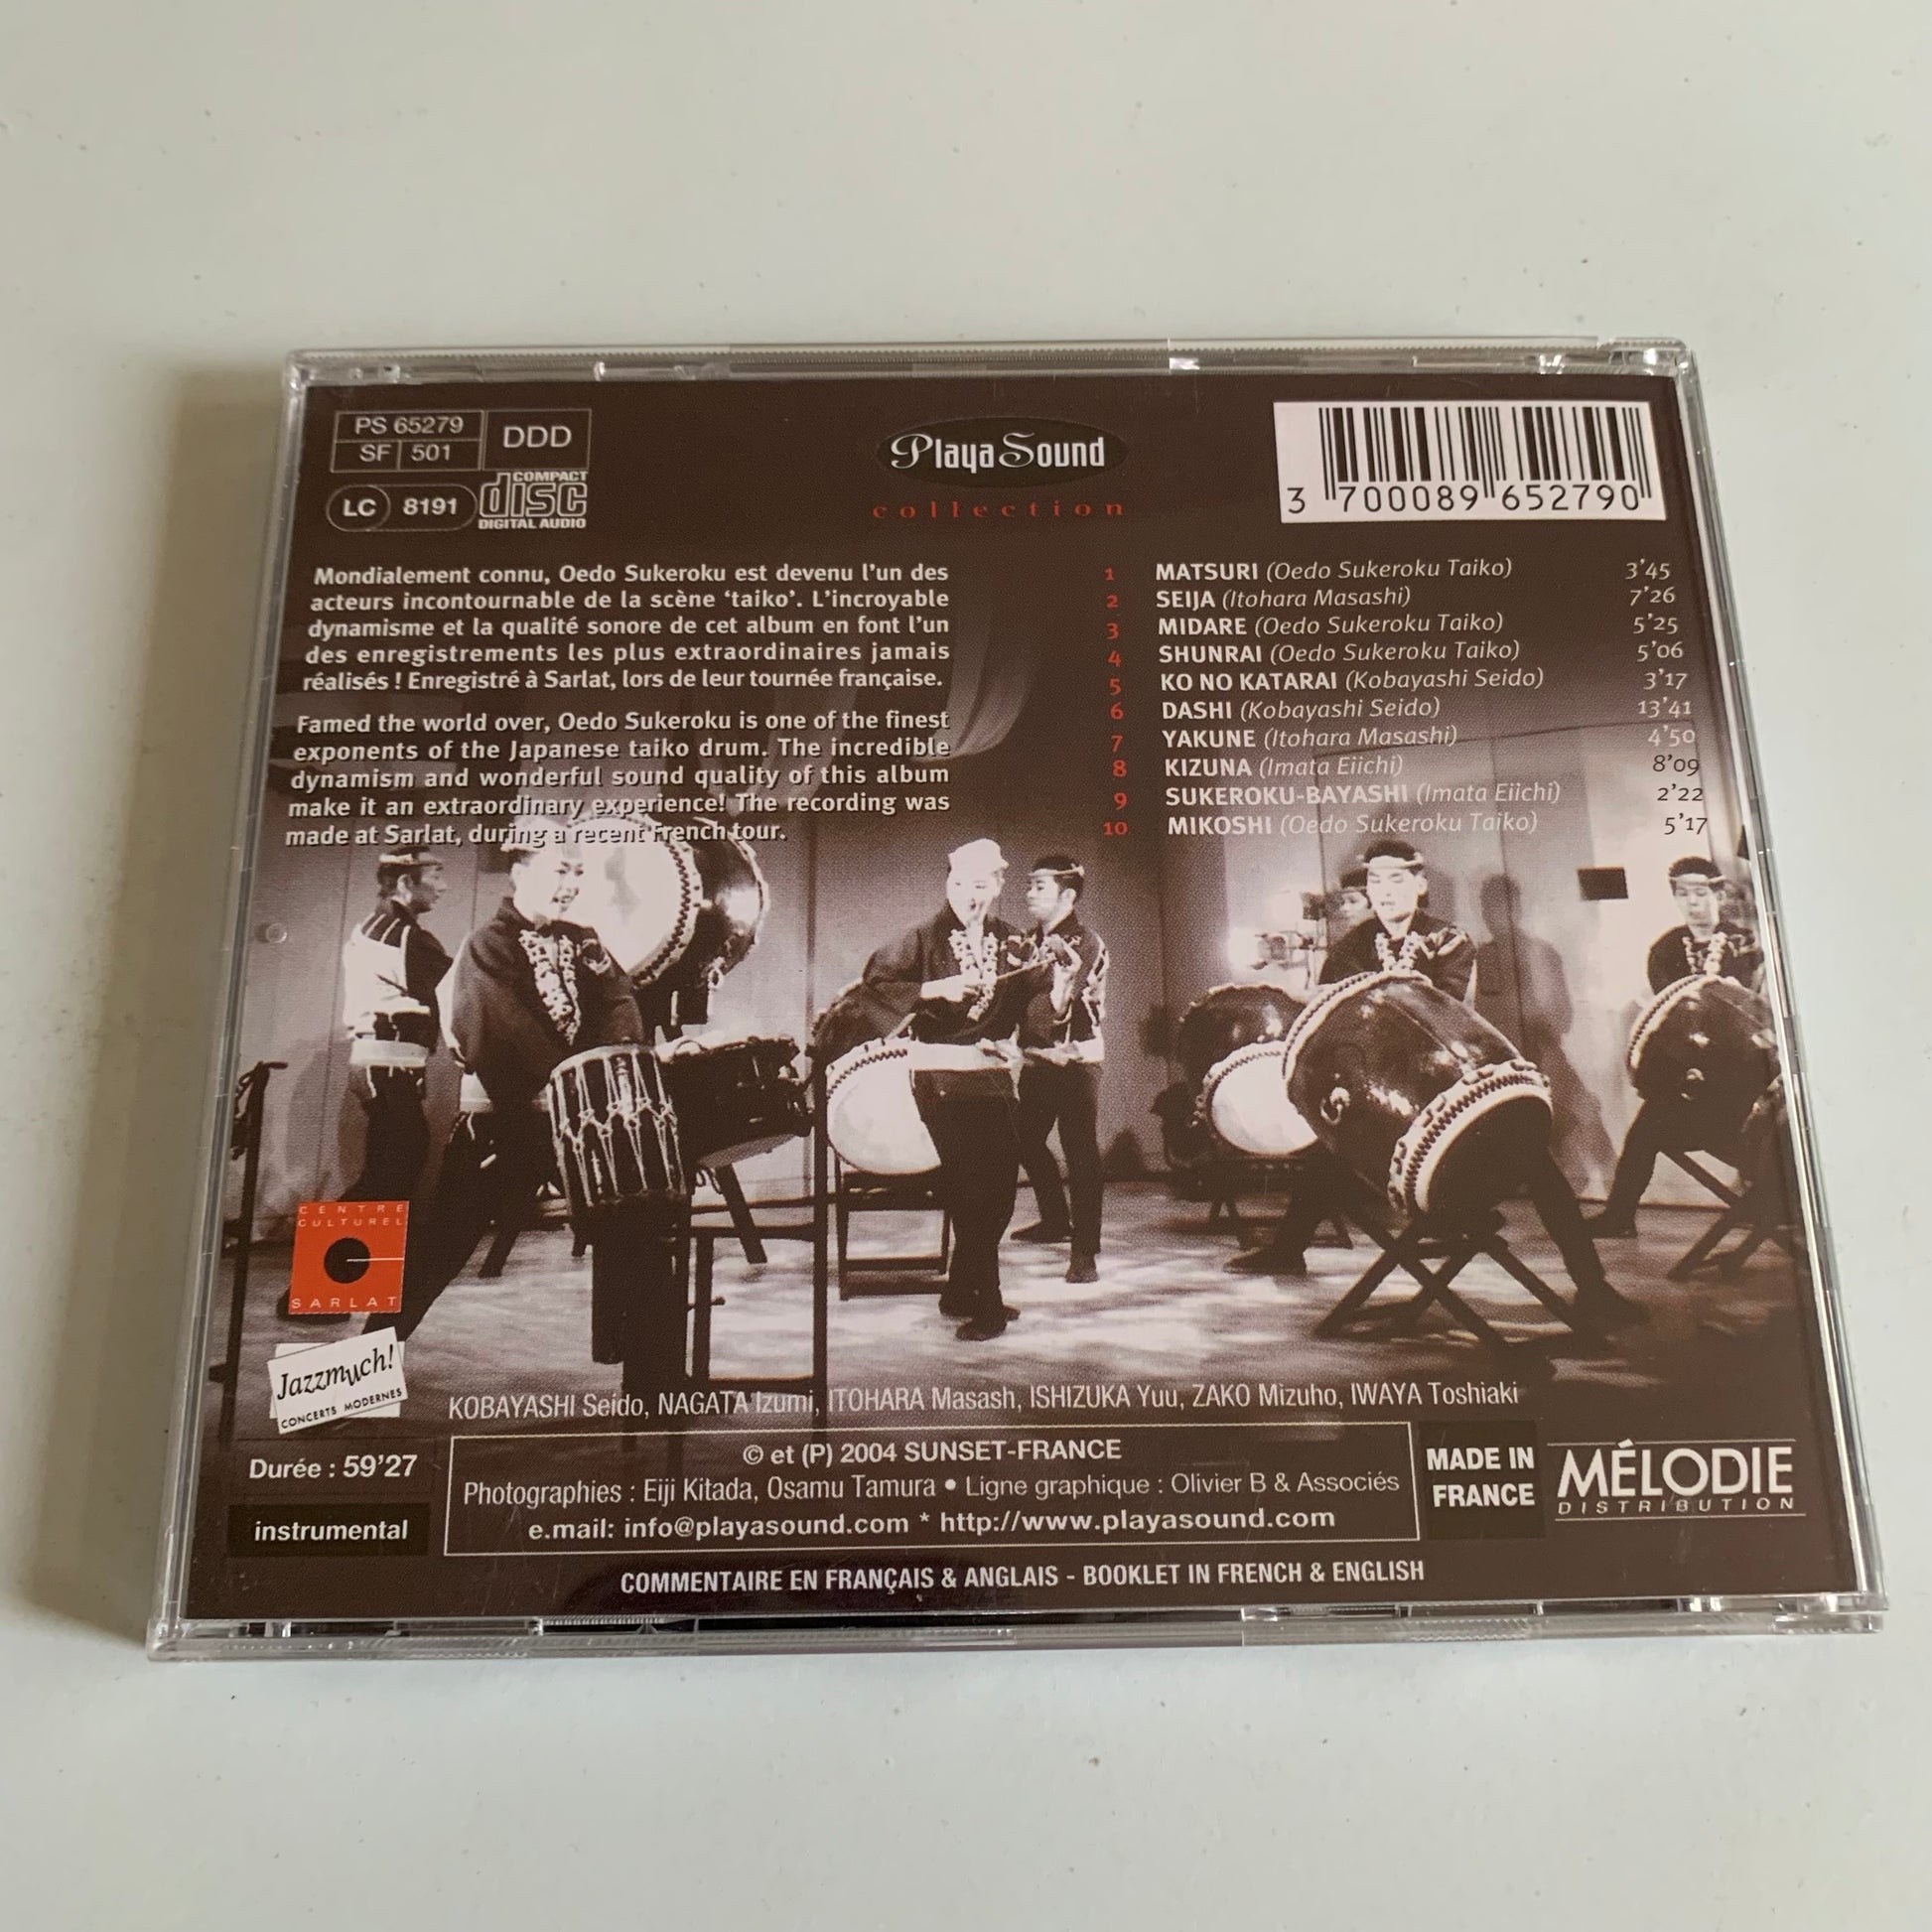 PS 65279
SF 501
DDD
LC 8191
COMPACT
disc
DIGITAL AUDIO
Playa Sound
collection
3 700089 652790
Mondialement connu, Oedo Sukeroku est devenu l'un des
acteurs incontournable de la scène 'taiko'. L'incroyable
dynamisme et la qualité sonore de cet album en font l'un
des enregistrements les plus extraordinaires jamais
réalisés ! Enregistré à Sarlat, lors de leur tournée française.
Famed the world over, Oedo Sukeroku is one of the finest
exponents of the Japanese taiko drum. The incredible
dynamism and wonderful sound quality of this album
make it an extraordinary experience! The recording was
made at Sarlat, during a recent French tour.
1 MATSURI (Oedo Sukeroku Taiko) 3'45
2 SEIJA (Itohara Masashi) 7'26
3 MIDARE (Oedo Sukeroku Taiko) 5'25
4 SHUNRAI (Oedo Sukeroku Taiko) 5'06
5 KO NO KATARAI (Kobayashi Seido) 3'17
6 DASHI (Kobayashi Seido) 13'41
7 YAKUNE (Itohara Masashi) 4'50
8 KIZUNA (Imata Eiichi) 8'09
9 SUKEROKU-BAYASHI (Imata Eiichi) 2'22
10 MIKOSHI (Oedo Sukeroku Taiko) 5'17
CENTRE
CULTUREL
SARLAT
Jazzmuch!
CONCERTS MODERNES
KOBAYASHI Seido, NAGATA Izumi, ITOHARA Masash, ISHIZUKA Yuu, ZAKO Mizuho, IWAYA Toshiaki
Durée : 59'27
instrumental
© et (P) 2004 SUNSET-FRANCE
Photographies : Eiji Kitada, Osamu Tamura • Ligne graphique : Olivier B & Associés
e.mail: info@playasound.com * http://www.playasound.com
MADE IN
FRANCE
MÉLODIE
DISTRIBUTION
COMMENTAIRE EN FRANÇAIS & ANGLAIS - BOOKLET IN FRENCH & ENGLISH